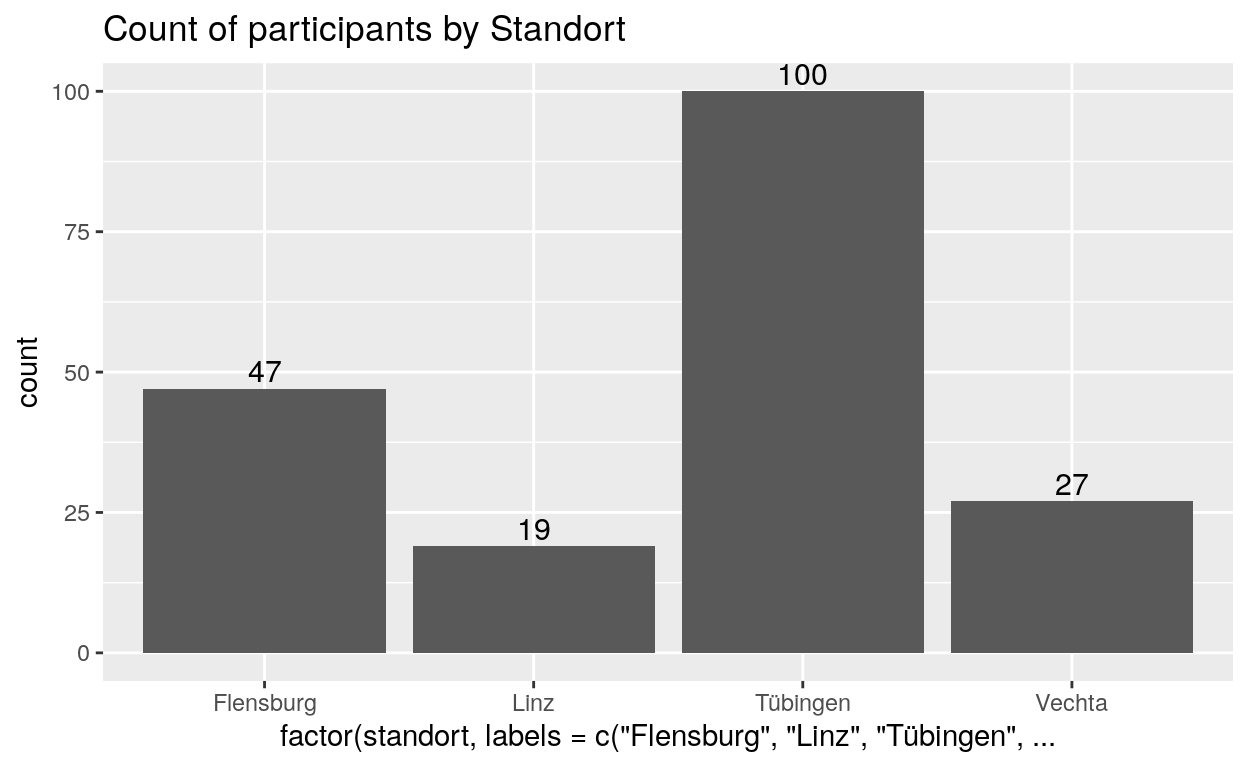 Count of participants by Standort
count
100
75
50
25
0
47
19
100
27
Flensburg Linz Tübingen Vechta
factor(standort, labels = c("Flensburg", "Linz", "Tübingen", ...